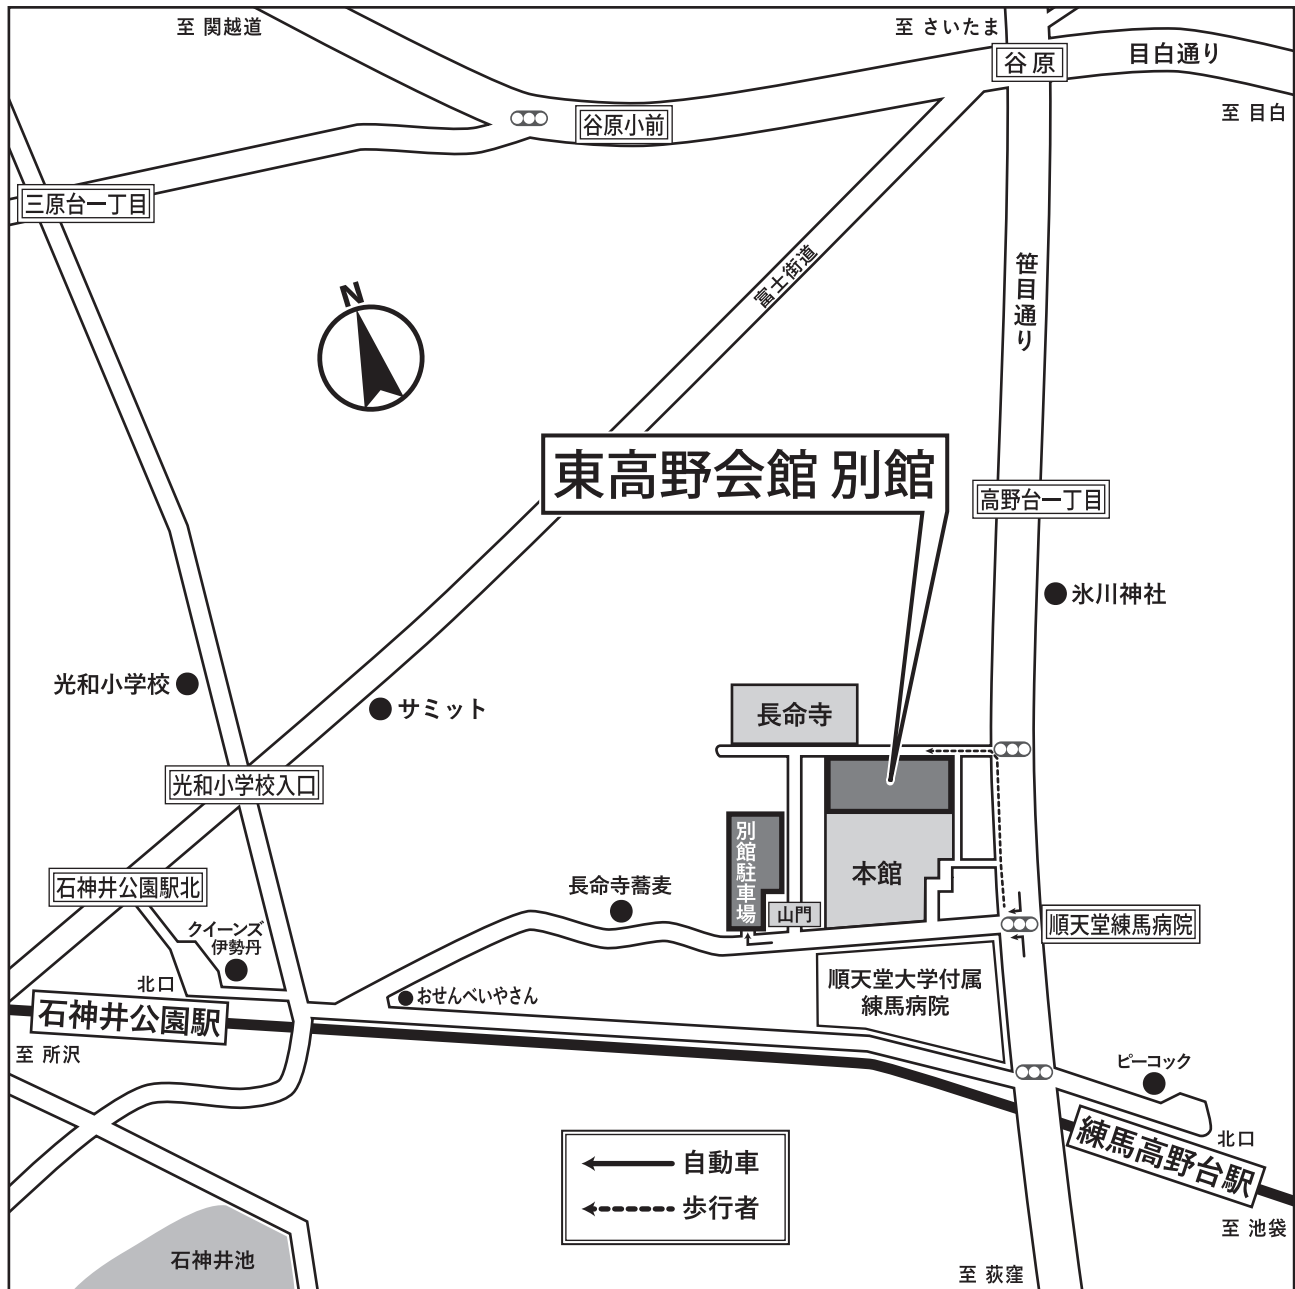 至 関越道
至 さいたま
谷原
目白通り
至 目白
谷原小前
三原台一丁目
富士街道
笹目通り
N
東高野会館 別館
高野台一丁目
氷川神社
光和小学校
サミット
長命寺
光和小学校入口
別館駐車場
本館
石神井公園駅北
長命寺蕎麦
山門
順天堂練馬病院
クイーンズ
伊勢丹
北口
おせんべいやさん
順天堂大学付属
練馬病院
石神井公園駅
至 所沢
ピーコック
練馬高野台駅
北口
自動車
歩行者
至 池袋
石神井池
至 荻窪